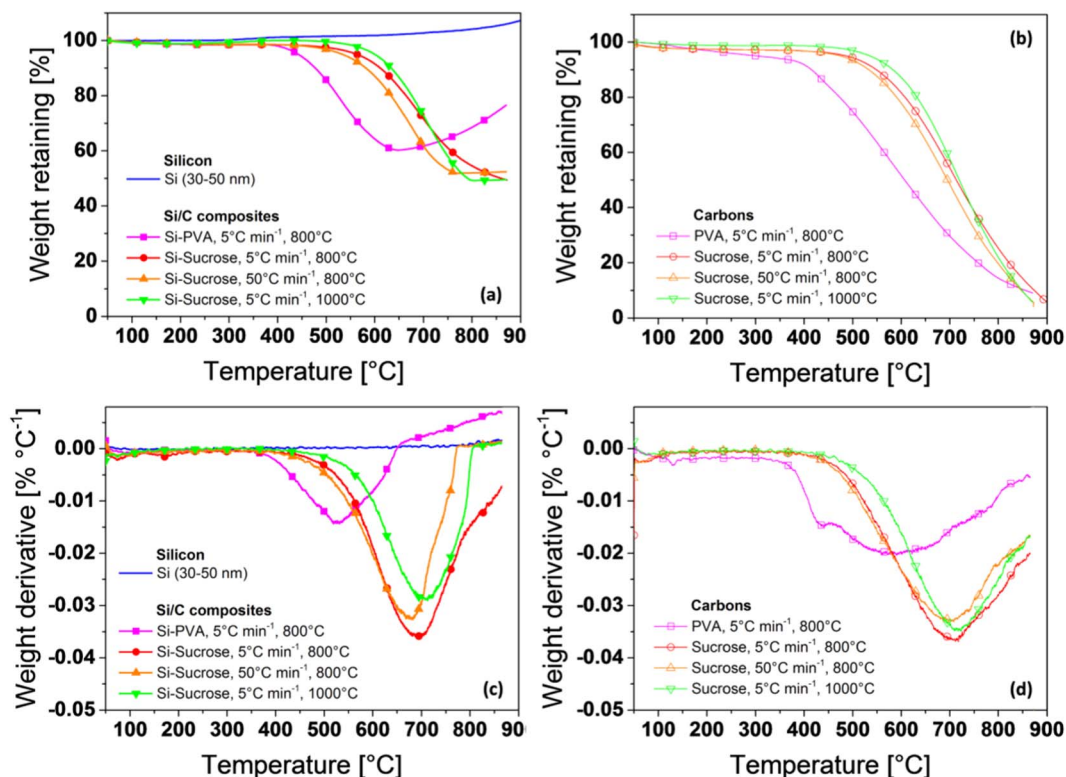 100
80
60
40
20
0
Weight retaining [%]
Silicon
Si (30-50 nm)
Si/C composites
Si-PVA, 5°C min⁻¹, 800°C
Si-Sucrose, 5°C min⁻¹, 800°C
Si-Sucrose, 50°C min⁻¹, 800°C
Si-Sucrose, 5°C min⁻¹, 1000°C
(a)
100 200 300 400 500 600 700 800 900
Temperature [°C]
100
80
60
40
20
0
Weight retaining [%]
(b)
Carbons
PVA, 5°C min⁻¹, 800°C
Sucrose, 5°C min⁻¹, 800°C
Sucrose, 50°C min⁻¹, 800°C
Sucrose, 5°C min⁻¹, 1000°C
100 200 300 400 500 600 700 800 900
Temperature [°C]
0.00
-0.01
-0.02
-0.03
-0.04
-0.05
Weight derivative [% °C⁻¹]
Silicon
Si (30-50 nm)
Si/C composites
Si-PVA, 5°C min⁻¹, 800°C
Si-Sucrose, 5°C min⁻¹, 800°C
Si-Sucrose, 50°C min⁻¹, 800°C
Si-Sucrose, 5°C min⁻¹, 1000°C
(c)
100 200 300 400 500 600 700 800
Temperature [°C]
0.00
-0.01
-0.02
-0.03
-0.04
-0.05
Weight derivative [% °C⁻¹]
Carbons
PVA, 5°C min⁻¹, 800°C
Sucrose, 5°C min⁻¹, 800°C
Sucrose, 50°C min⁻¹, 800°C
Sucrose, 5°C min⁻¹, 1000°C
(d)
100 200 300 400 500 600 700 800 900
Temperature [°C]